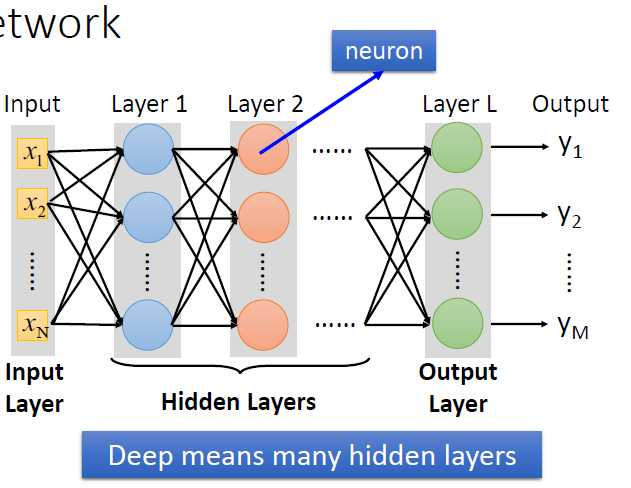 etwork
neuron
Input
Layer 1
Layer 2
Layer L
Output
x1
......
y1
x2
......
y2
......
......
......
......
......
xN
......
yM
Input
Layer
Hidden Layers
Output
Layer
Deep means many hidden layers